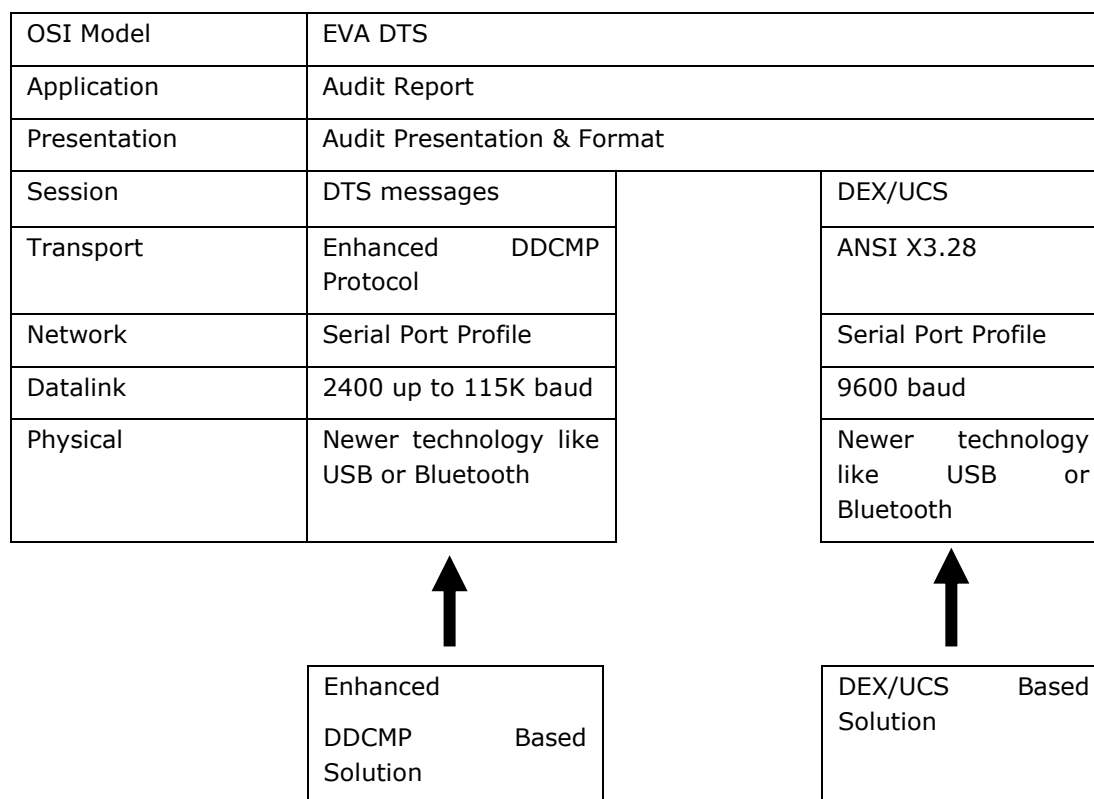 OSI Model EVA DTS
Application Audit Report
Presentation Audit Presentation & Format
Session DTS messages DEX/UCS
Transport Enhanced DDCMP Protocol ANSI X3.28
Network Serial Port Profile Serial Port Profile
Datalink 2400 up to 115K baud 9600 baud
Physical Newer technology like USB or Bluetooth Newer technology like USB or Bluetooth
Enhanced
DDCMP Based
Solution
DEX/UCS Based
Solution